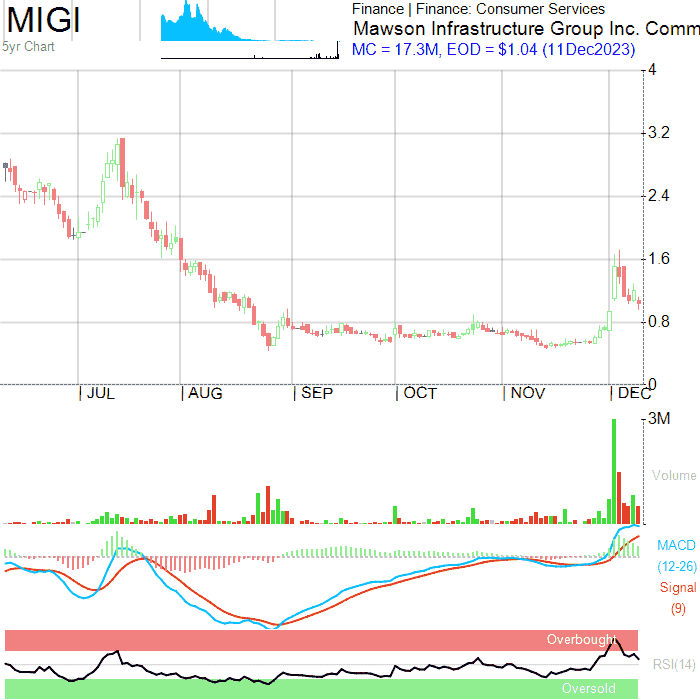 MIGI
5yr Chart
Finance | Finance: Consumer Services
Mawson Infrastructure Group Inc. Comm
MC = 17.3M, EOD = $1.04 (11Dec2023)
4
3.2
2.4
1.6
0.8
0
| JUL | AUG | SEP | OCT | NOV | DEC
3M
Volume
MACD
(12-26)
Signal
(9)
Overbought
RSI(14)
Oversold